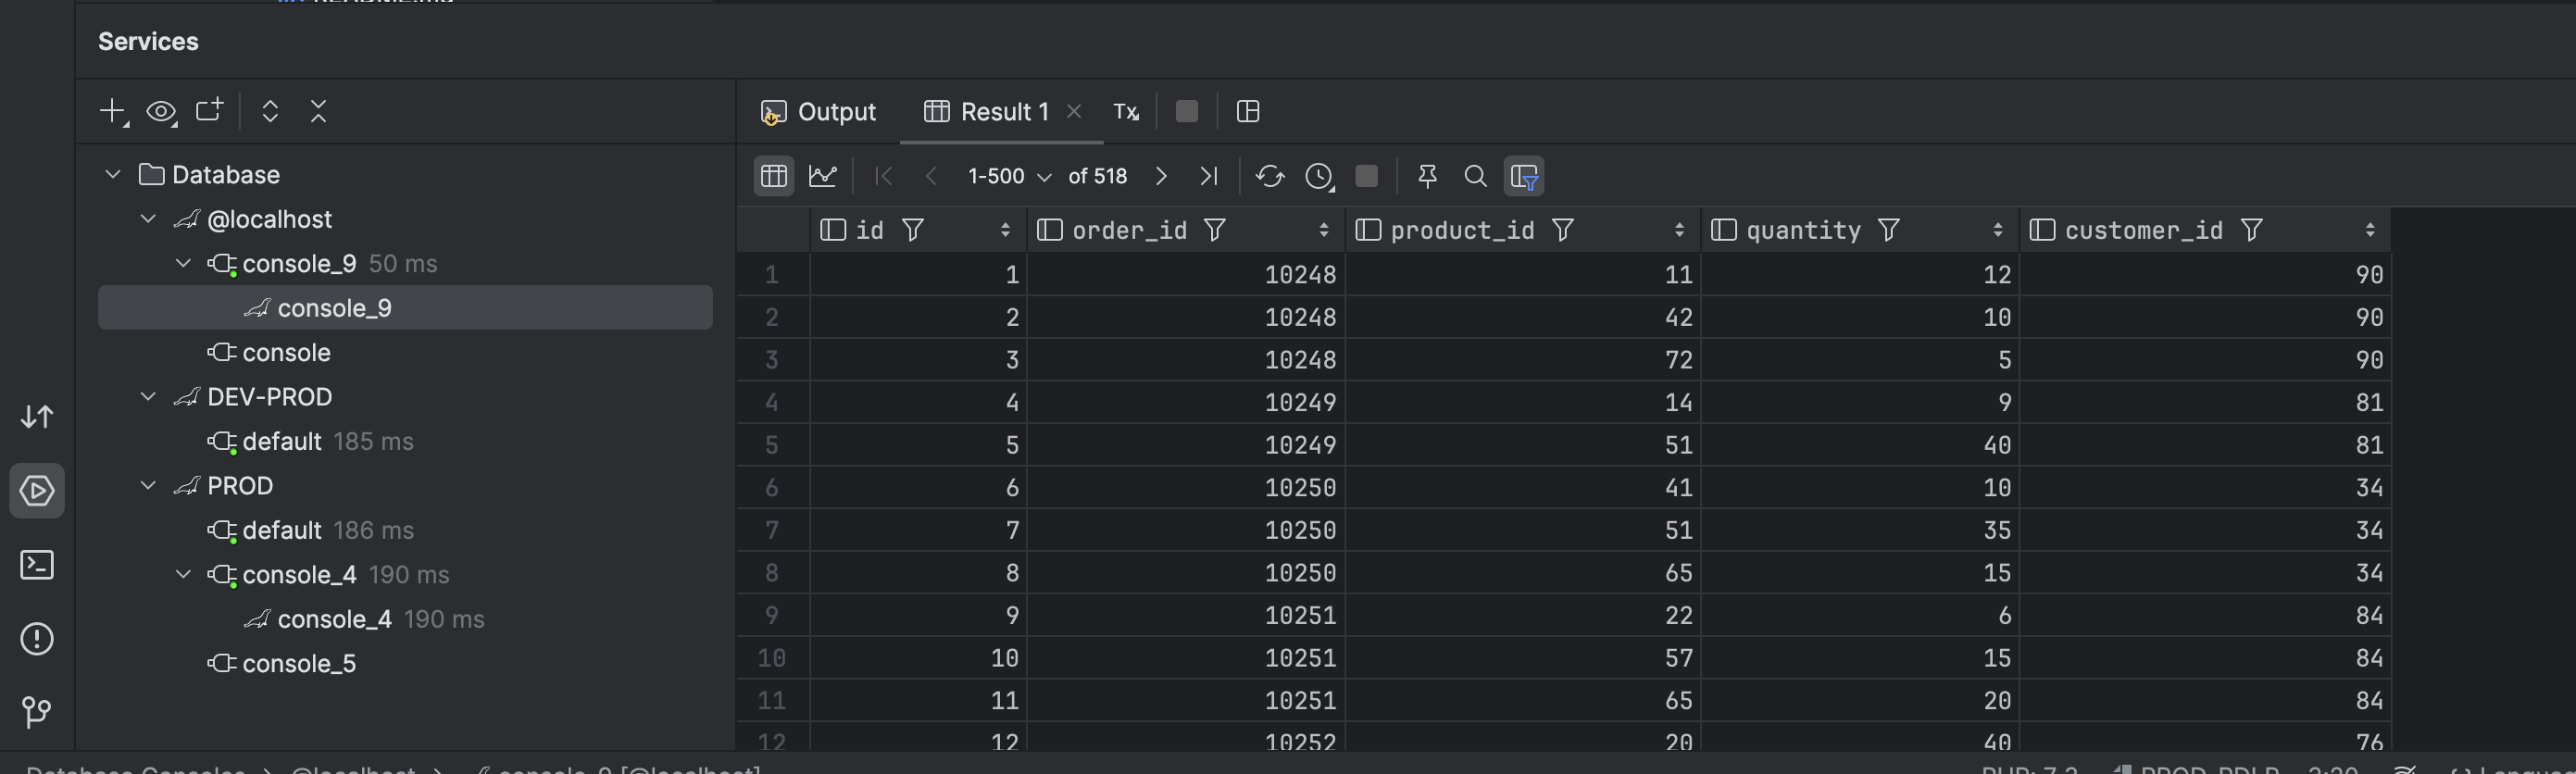 Services
Output
Result 1
Tx
Database
@localhost
console_9 50 ms
console_9
console
DEV-PROD
default 185 ms
PROD
default 186 ms
console_4 190 ms
console_4 190 ms
console_5
1-500 of 518
id order_id product_id quantity customer_id
1 1 10248 11 12 90
2 2 10248 42 10 90
3 3 10248 72 5 90
4 4 10249 14 9 81
5 5 10249 51 40 81
6 6 10250 41 10 34
7 7 10250 51 35 34
8 8 10250 65 15 34
9 9 10251 22 6 84
10 10 10251 57 15 84
11 11 10251 65 20 84
12 12 10252 20 40 76
Database Consoles @localhost console_9 [@localhost]